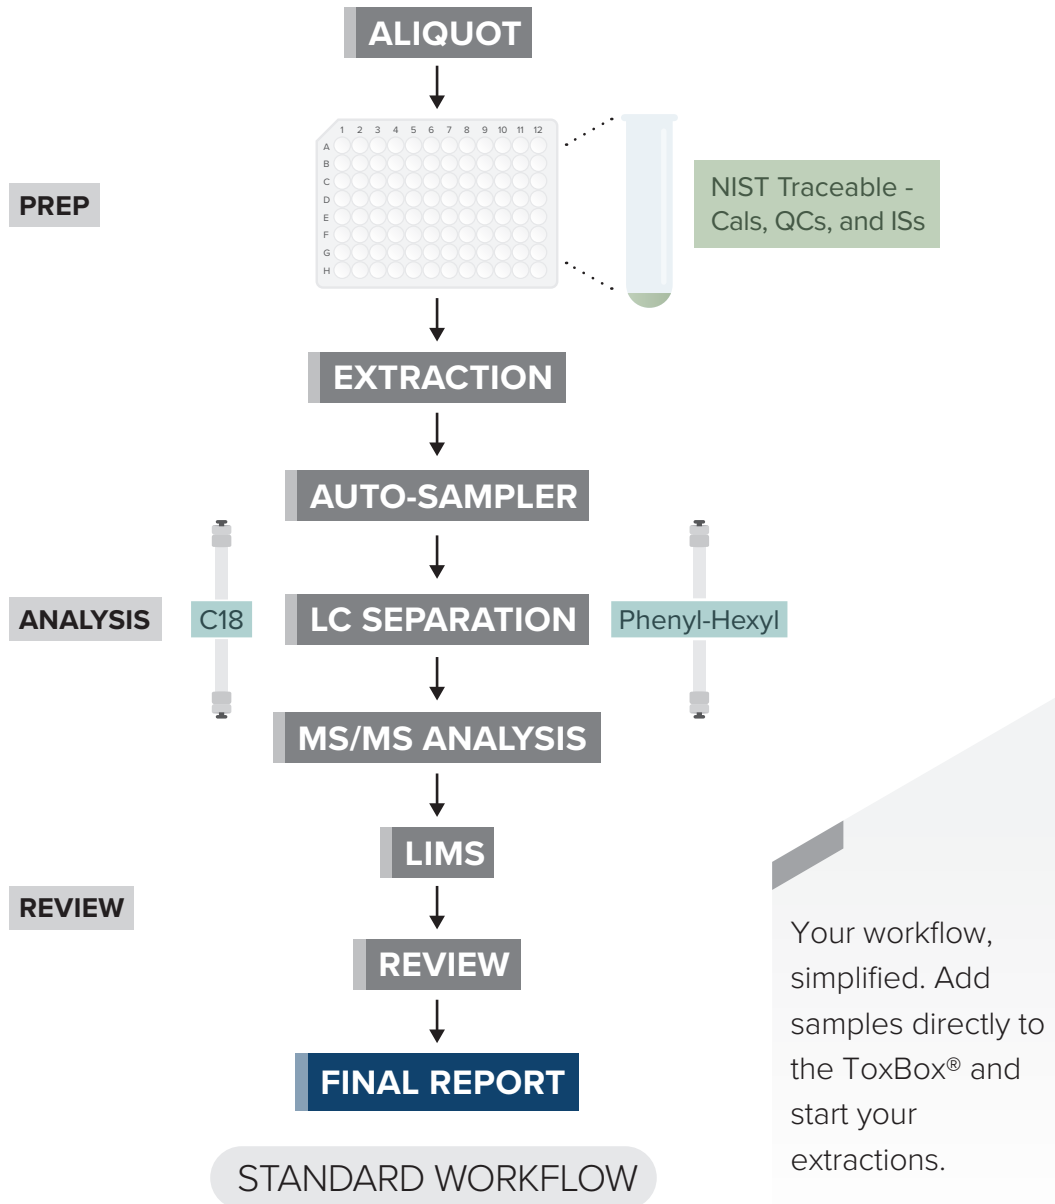 ALIQUOT
1 2 3 4 5 6 7 8 9 10 11 12
A
B
C
D
E
F
G
H
PREP
NIST Traceable -
Cals, QCs, and ISs
EXTRACTION
AUTO-SAMPLER
ANALYSIS
C18
LC SEPARATION
Phenyl-Hexyl
MS/MS ANALYSIS
LIMS
REVIEW
REVIEW
FINAL REPORT
STANDARD WORKFLOW
Your workflow,
simplified. Add
samples directly to
the ToxBox® and
start your
extractions.